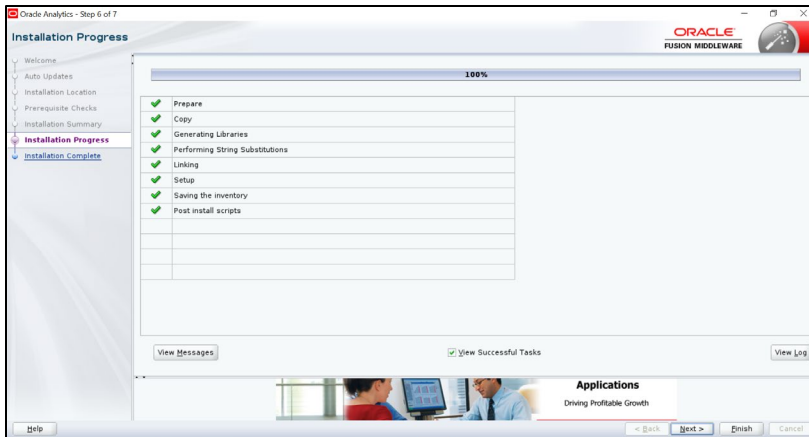 Oracle Analytics - Step 6 of 7
Installation Progress
ORACLE
FUSION MIDDLEWARE
Welcome
Auto Updates
Installation Location
Prerequisite Checks
Installation Summary
Installation Progress
Installation Complete
100%
Prepare
Copy
Generating Libraries
Performing String Substitutions
Linking
Setup
Saving the inventory
Post install scripts
View Messages
View Successful Tasks
View Log
Applications
Driving Profitable Growth
Help
< Back
Next >
Finish
Cancel